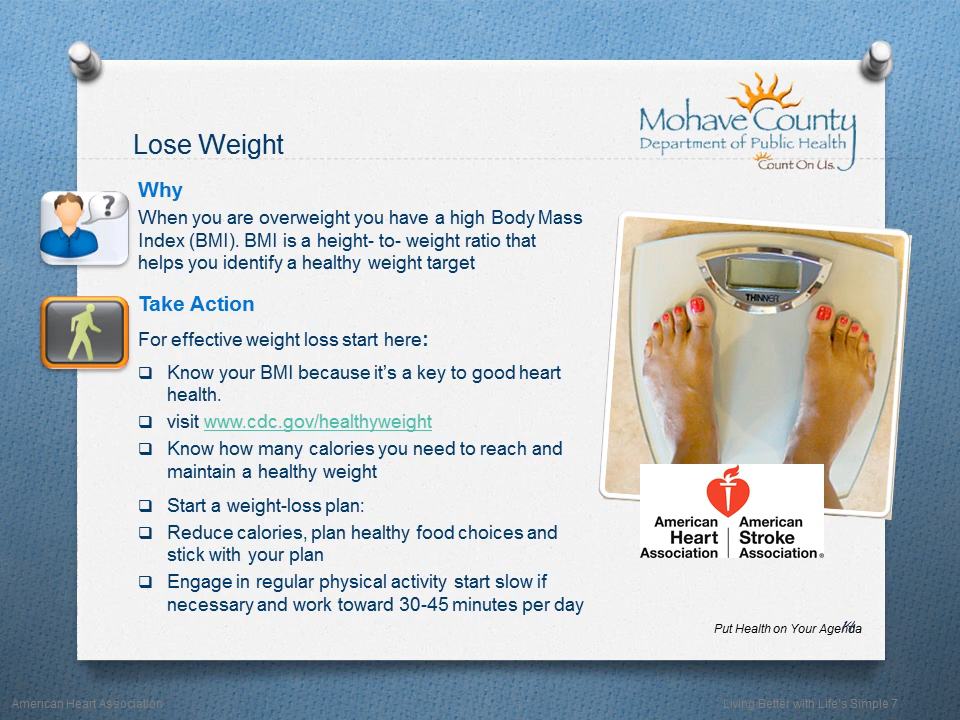 Mohave County
Department of Public Health
Count On Us.
Lose Weight
Why
?
When you are overweight you have a high Body Mass
Index (BMI). BMI is a height- to- weight ratio that
helps you identify a healthy weight target
Take Action
For effective weight loss start here:
Know your BMI because it’s a key to good heart
health.
visit www.cdc.gov/healthyweight
Know how many calories you need to reach and
maintain a healthy weight
Start a weight-loss plan:
Reduce calories, plan healthy food choices and
stick with your plan
Engage in regular physical activity start slow if
necessary and work toward 30-45 minutes per day
THINNER
American Heart Association
American Stroke Association®
Put Health on Your Agenda
American Heart Association
Living Better with Life’s Simple 7